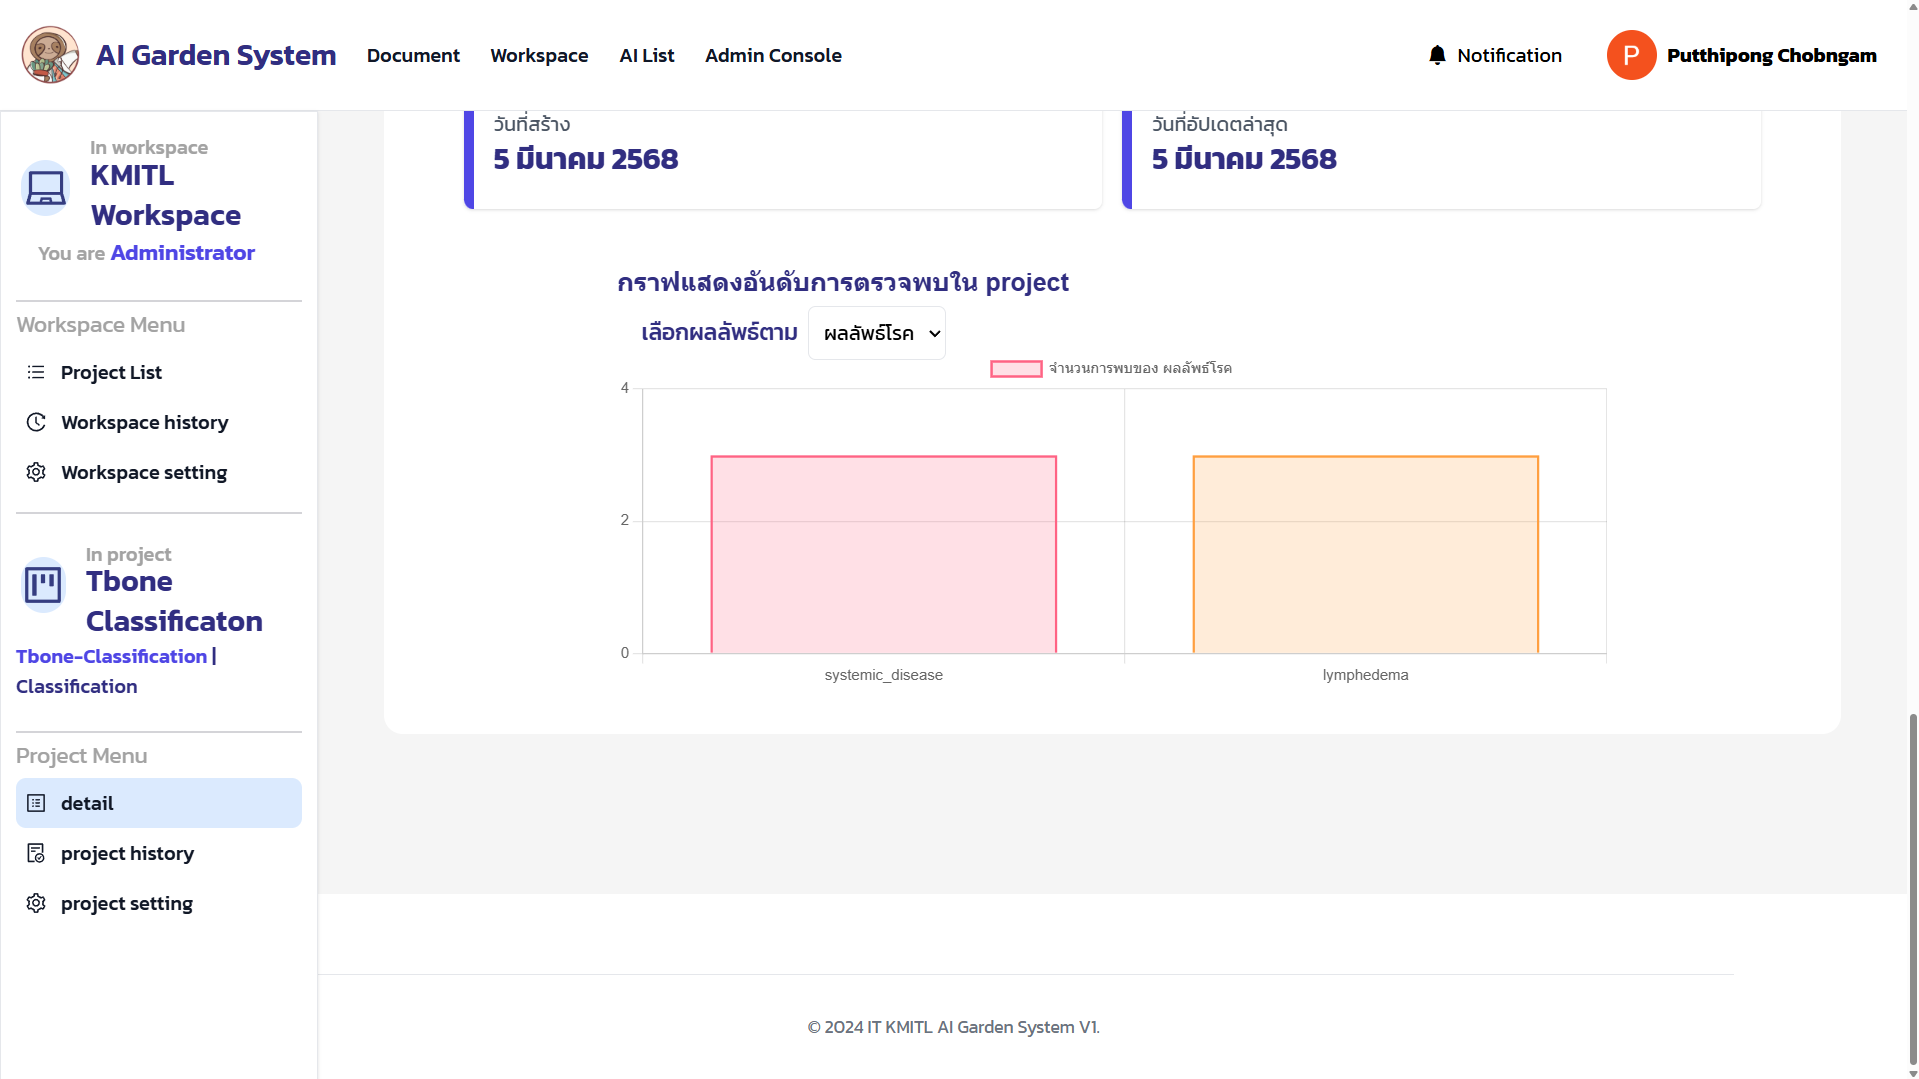 AI Garden System
Document
Workspace
AI List
Admin Console
Notification
P
Putthipong Chobngam
In workspace
KMITL
Workspace
You are Administrator
Workspace Menu
Project List
Workspace history
Workspace setting
In project
Tbone
Classificaton
Tbone-Classification |
Classification
Project Menu
detail
project history
project setting
วันที่สร้าง
5 มีนาคม 2568
วันที่อัปเดตล่าสุด
5 มีนาคม 2568
กราฟแสดงอันดับการตรวจพบใน project
เลือกผลลัพธ์ตาม
ผลลัพธ์โรค
จำนวนการพบของ ผลลัพธ์โรค
4
2
0
systemic_disease
lymphedema
© 2024 IT KMITL AI Garden System V1.